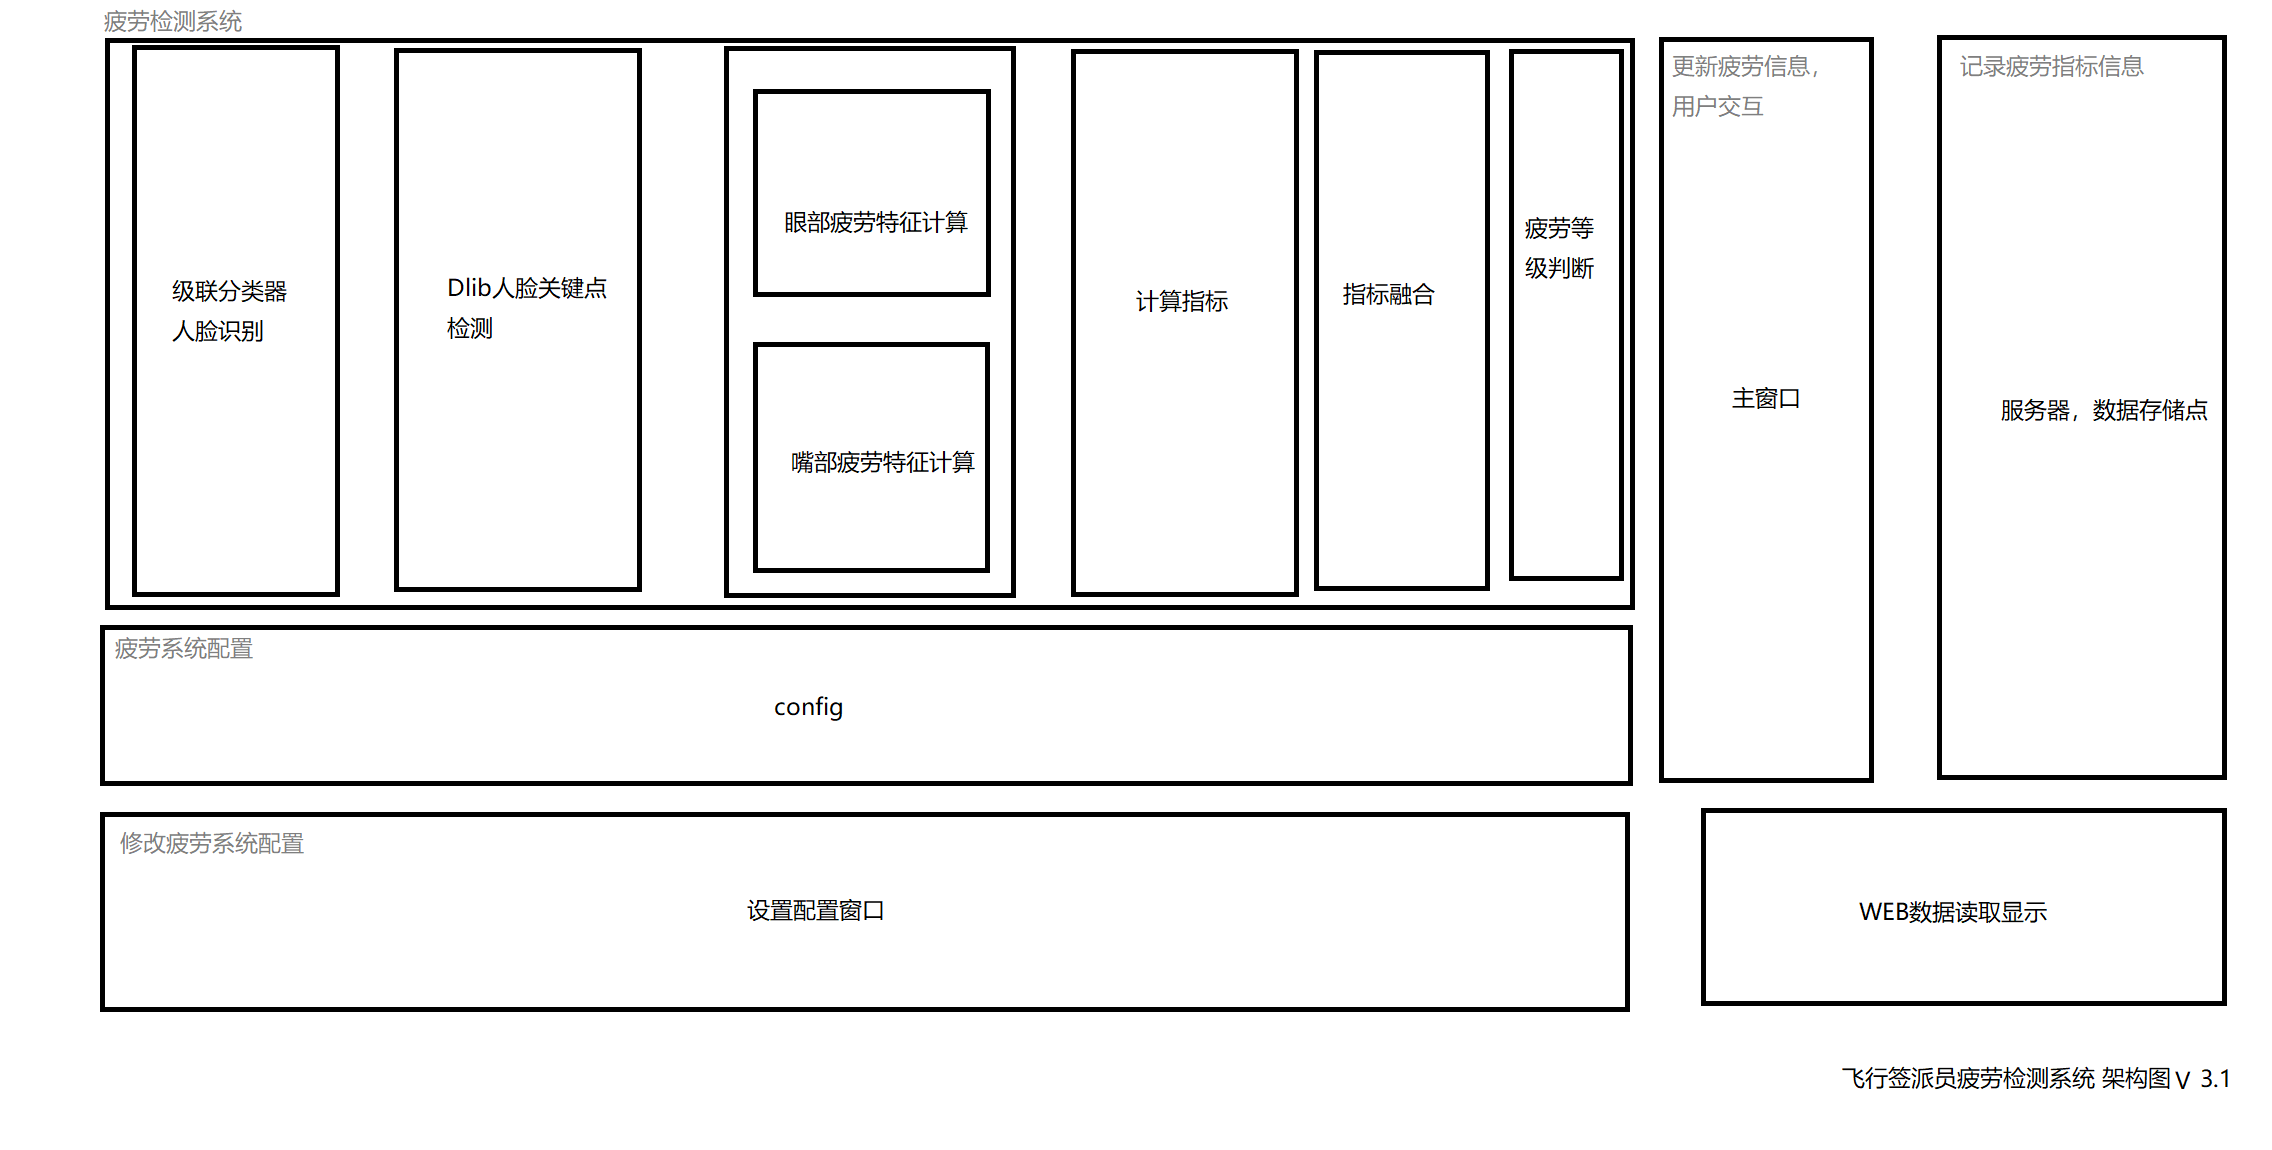 疲劳检测系统
级联分类器
人脸识别
Dlib人脸关键点
检测
眼部疲劳特征计算
嘴部疲劳特征计算
计算指标
指标融合
疲劳等
级判断
更新疲劳信息，
用户交互
主窗口
记录疲劳指标信息
服务器，数据存储点
疲劳系统配置
config
修改疲劳系统配置
设置配置窗口
WEB数据读取显示
飞行签派员疲劳检测系统 架构图 V 3.1